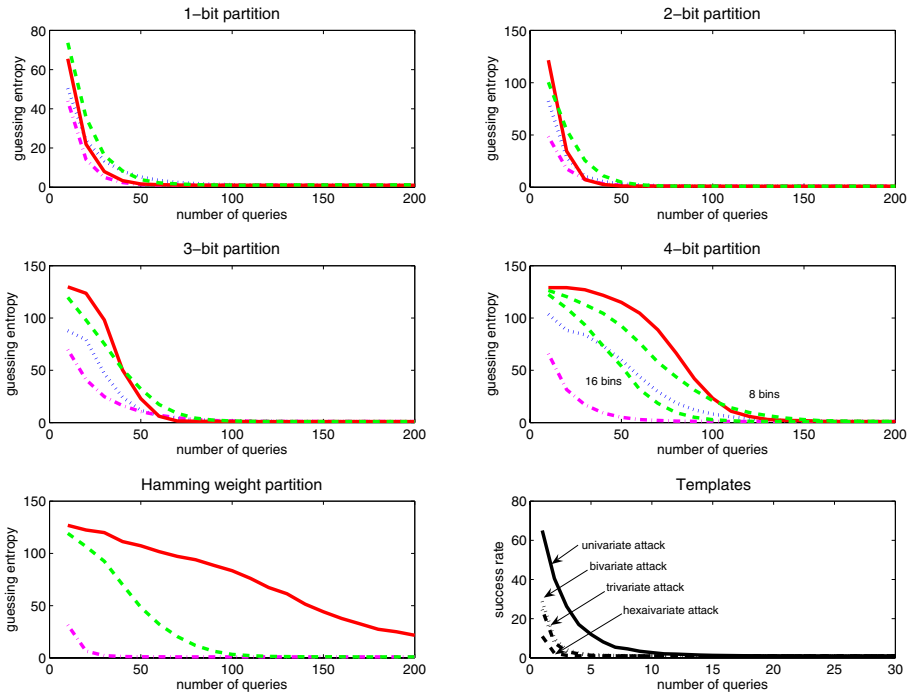 1−bit partition
80
60
40
20
0
0 50 100 150 200
guessing entropy
number of queries
2−bit partition
150
100
50
0
0 50 100 150 200
guessing entropy
number of queries
3−bit partition
150
100
50
0
0 50 100 150 200
guessing entropy
number of queries
4−bit partition
150
100
50
0
16 bins
8 bins
0 50 100 150 200
guessing entropy
number of queries
Hamming weight partition
150
100
50
0
0 50 100 150 200
guessing entropy
number of queries
Templates
80
60
40
20
0
univariate attack
bivariate attack
trivariate attack
hexaivariate attack
0 5 10 15 20 25 30
success rate
number of queries